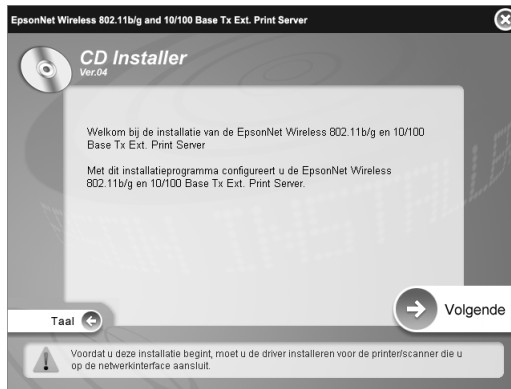 EpsonNet Wireless 802.11b/g and 10/100 Base Tx Ext. Print Server
CD Installer
Ver.04
Welkom bij de installatie van de EpsonNet Wireless 802.11b/g en 10/100
Base Tx Ext. Print Server
Met dit installatieprogramma configureert u de EpsonNet Wireless
802.11b/g en 10/100 Base Tx Ext. Print Server.
Volgende
Taal
Voordat u deze installatie begint, moet u de driver installeren voor de printer/scanner die u
op de netwerkinterface aansluit.